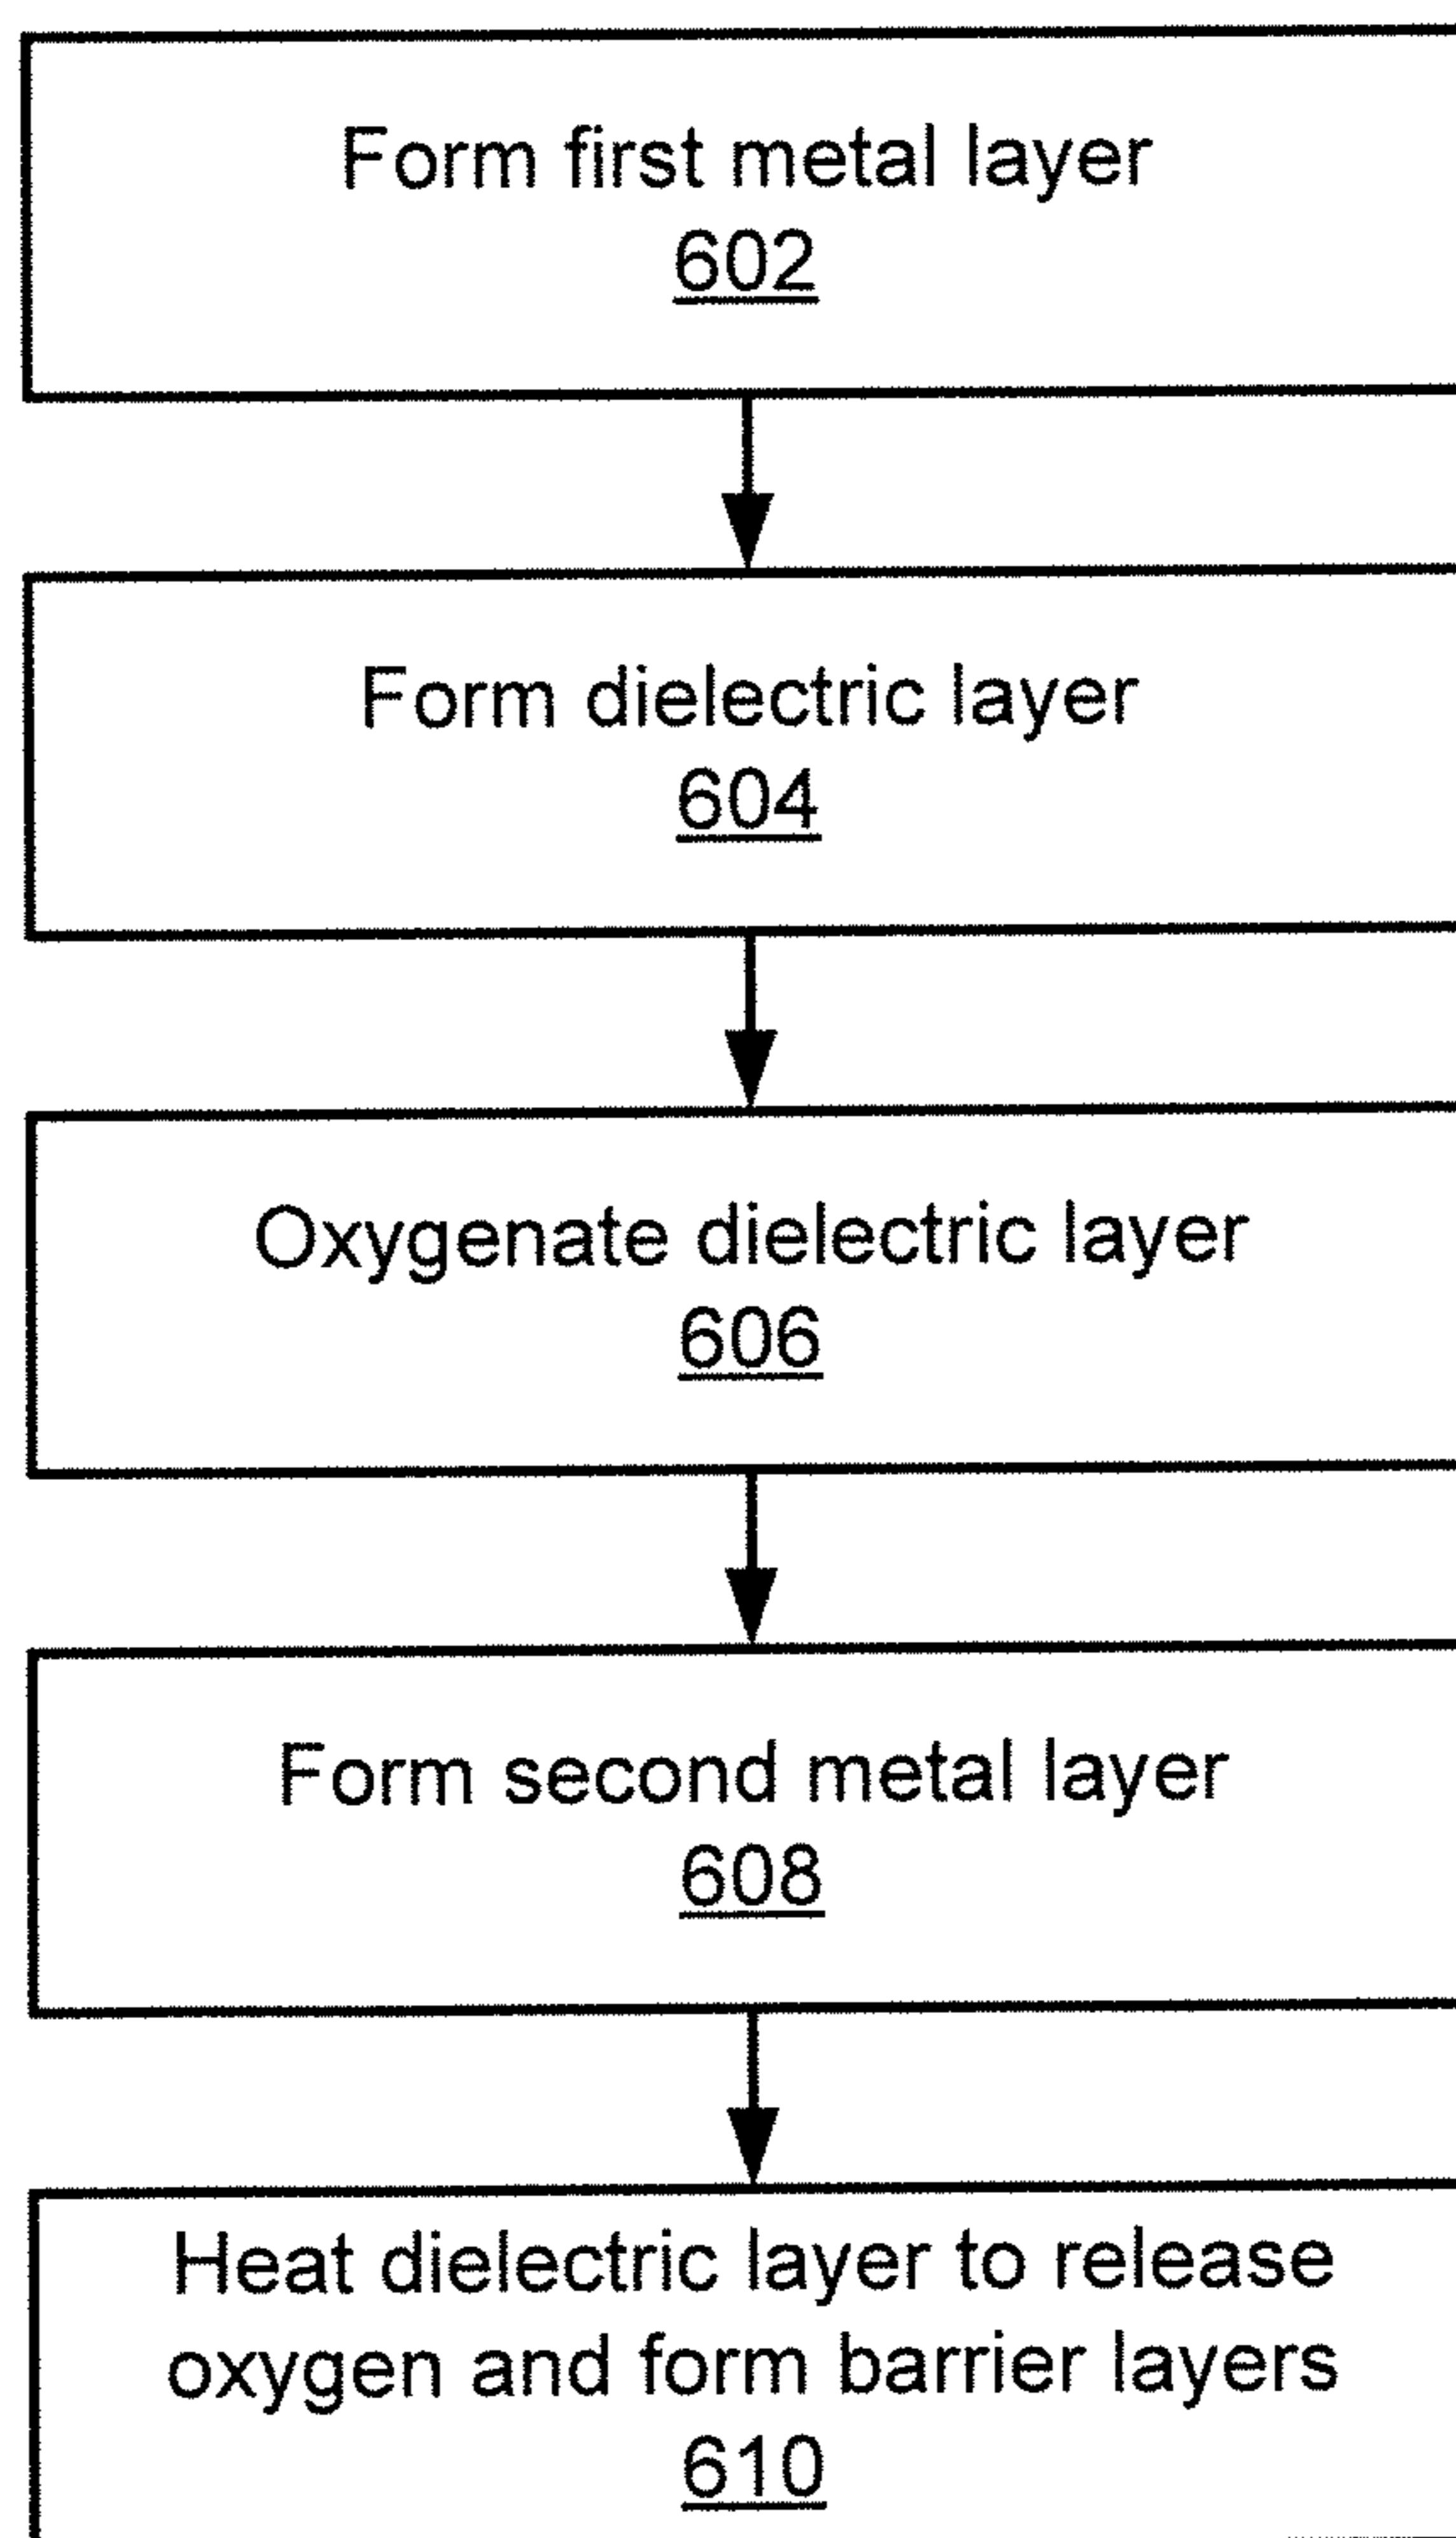 Form first metal layer
602
Form dielectric layer
604
Oxygenate dielectric layer
606
Form second metal layer
608
Heat dielectric layer to release
oxygen and form barrier layers
610